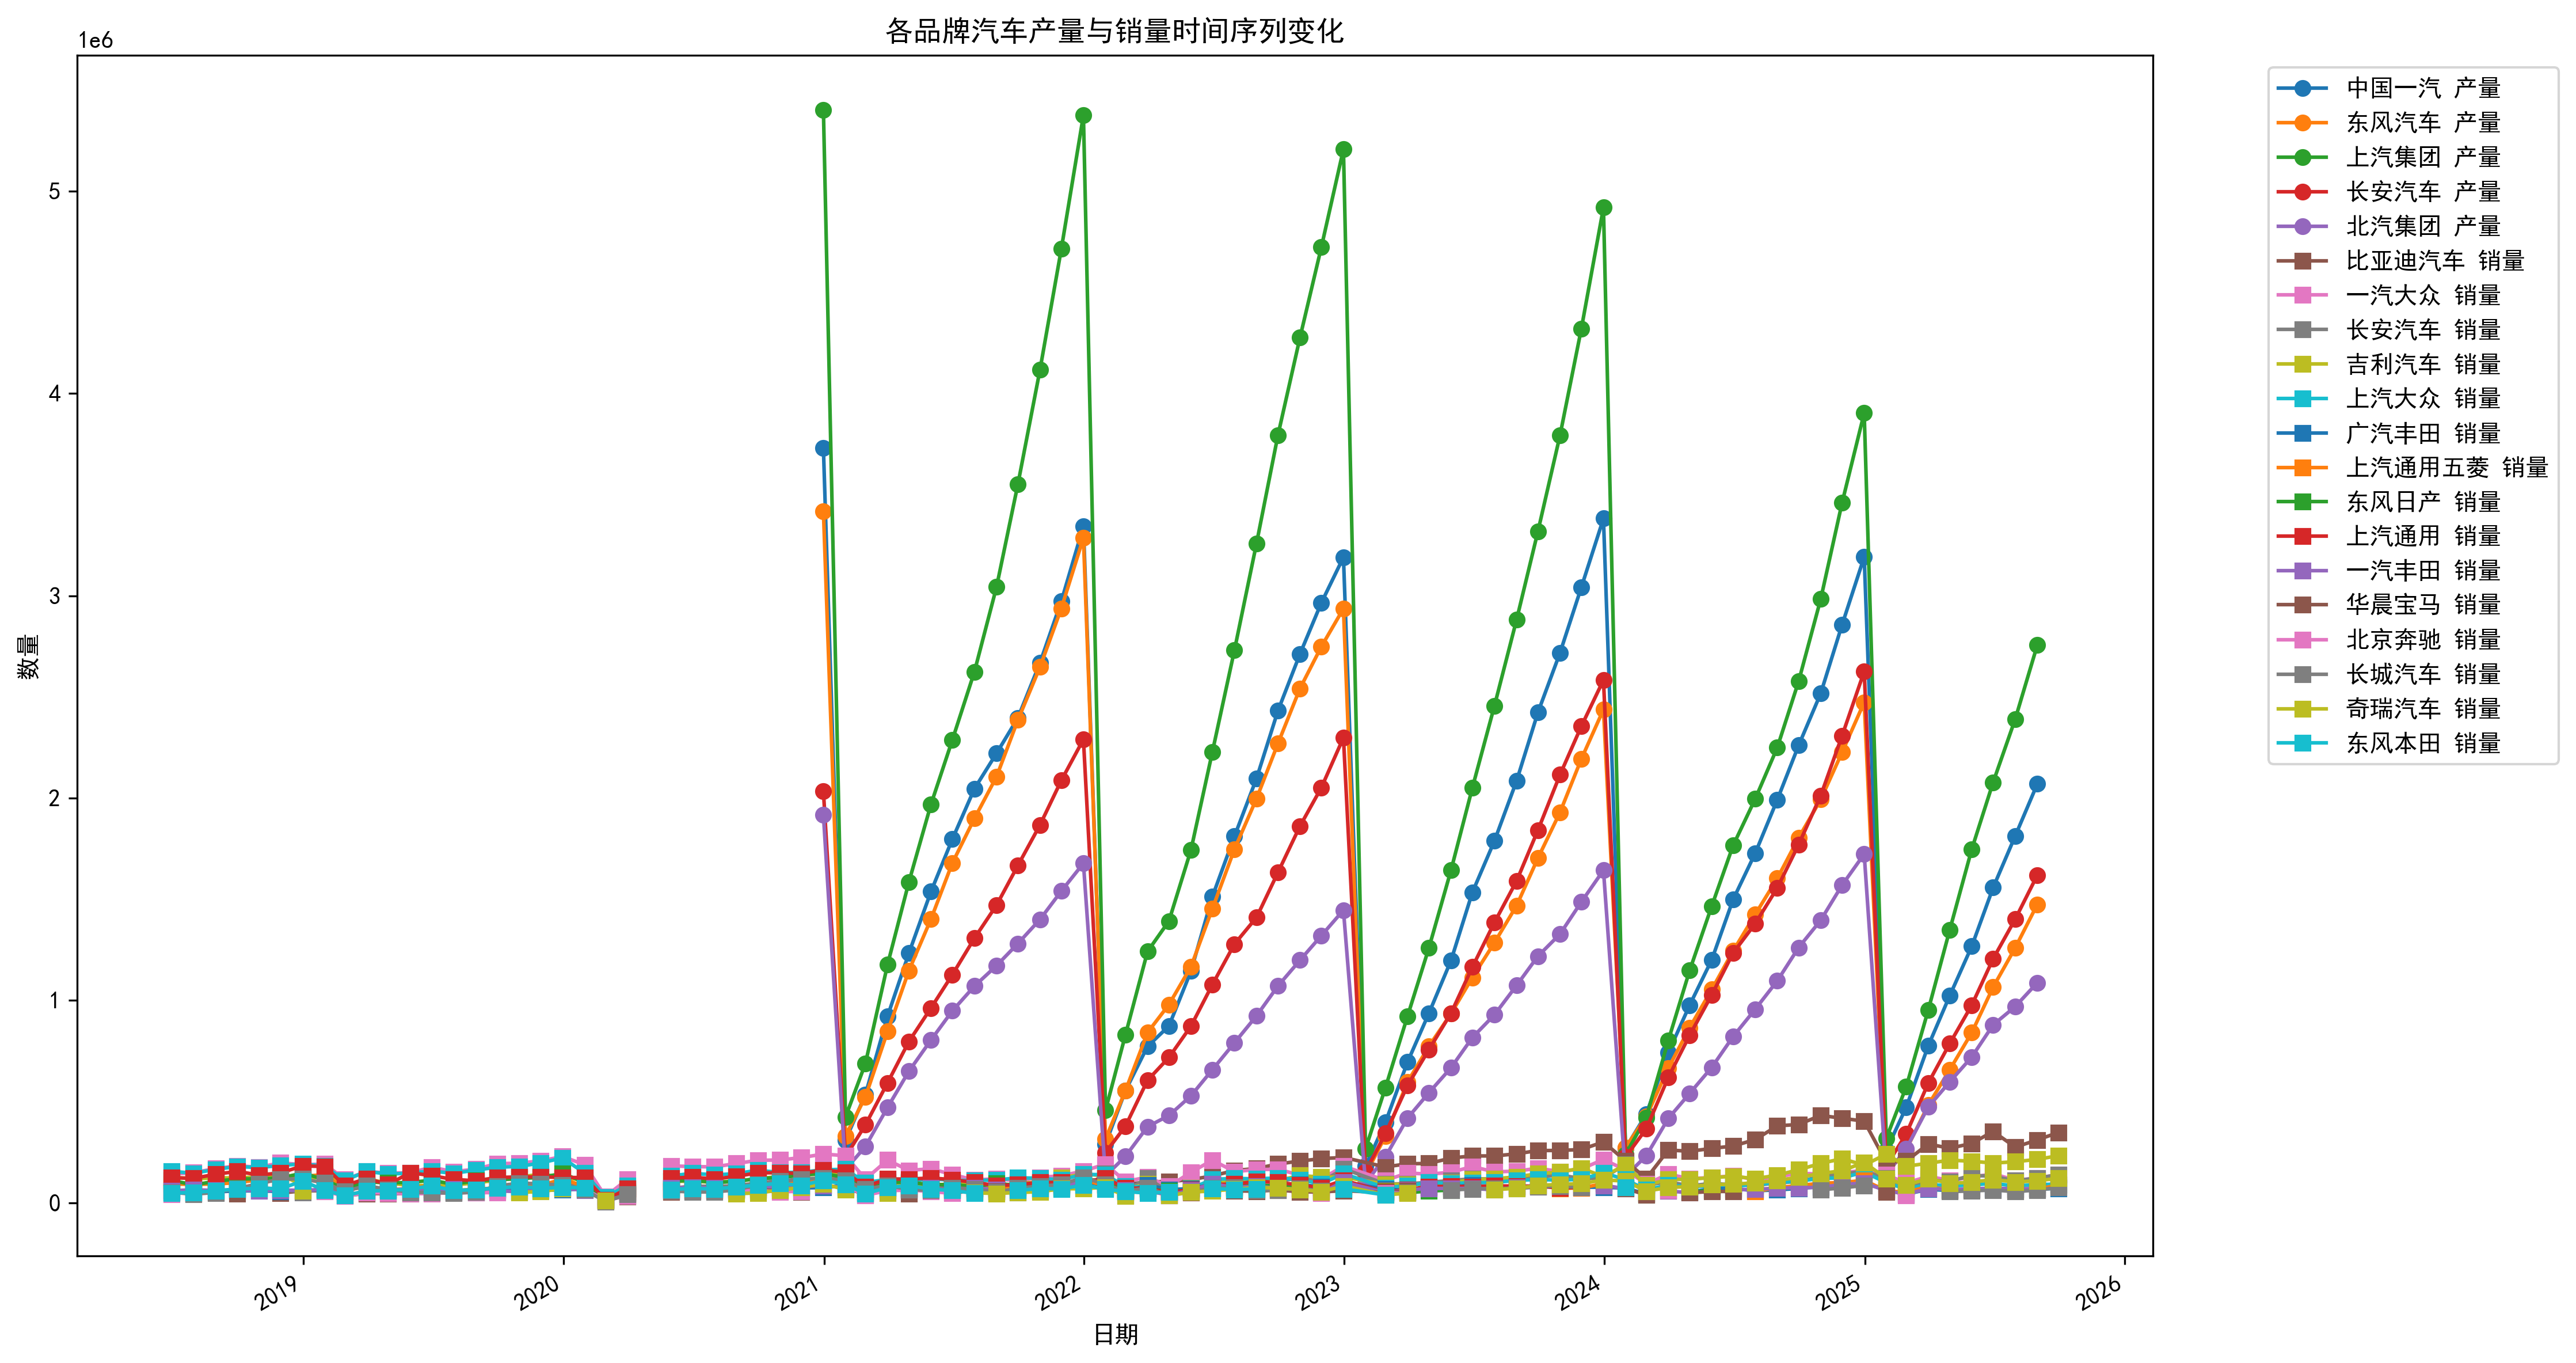 各品牌汽车产量与销量时间序列变化
1e6
5
4
3
2
1
0
数量
2019
2020
2021
2022
2023
2024
2025
2026
日期
中国一汽 产量
东风汽车 产量
上汽集团 产量
长安汽车 产量
北汽集团 产量
比亚迪汽车 销量
一汽大众 销量
长安汽车 销量
吉利汽车 销量
上汽大众 销量
广汽丰田 销量
上汽通用五菱 销量
东风日产 销量
上汽通用 销量
一汽丰田 销量
华晨宝马 销量
北京奔驰 销量
长城汽车 销量
奇瑞汽车 销量
东风本田 销量